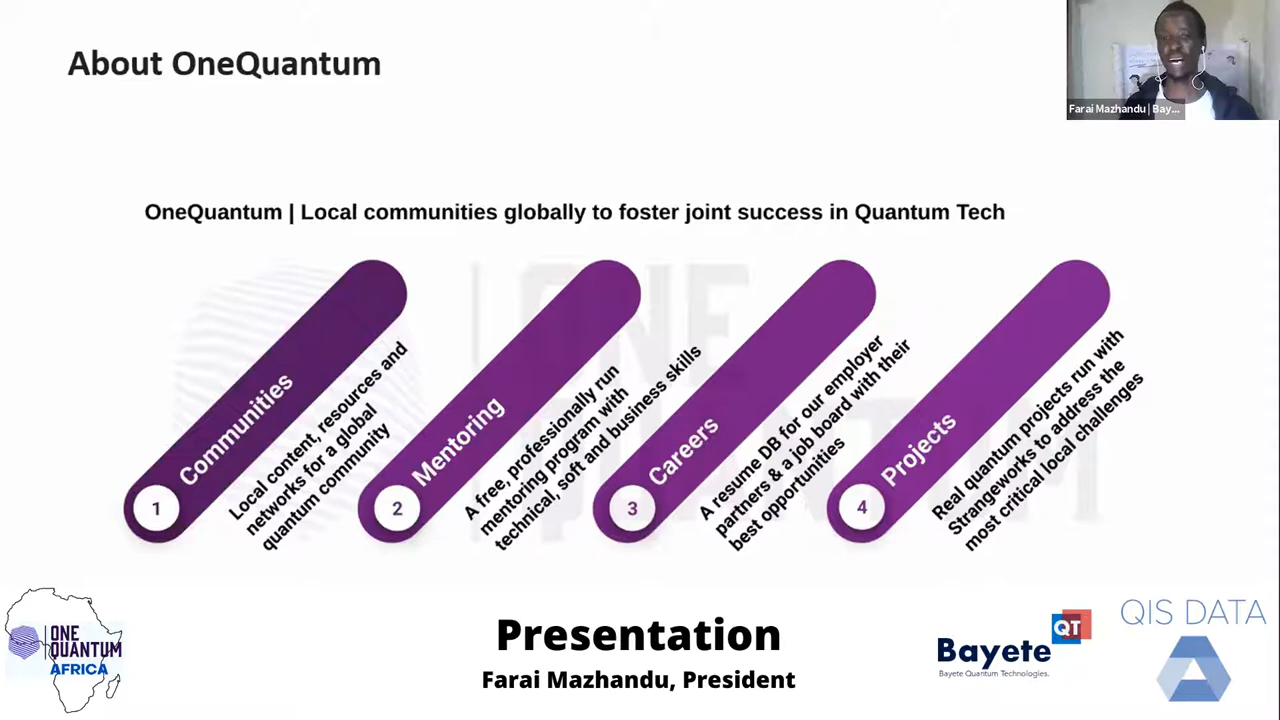 About OneQuantum
Farai Mazhandu | Bay...
OneQuantum | Local communities globally to foster joint success in Quantum Tech
ONE
QUANTUM
1
Communities
Local content, resources and
networks for a global
quantum community
2
Mentoring
A free, professionally run
mentoring program with
technical, soft and business skills
3
Careers
A resume DB for our employer
partners & a job board with their
best opportunities
4
Projects
Real quantum projects run with
Strangeworks to address the
most critical local challenges
ONE
QUANTUM
AFRICA
Presentation
Farai Mazhandu, President
Bayete QT
Bayete Quantum Technologies.
QIS DATA